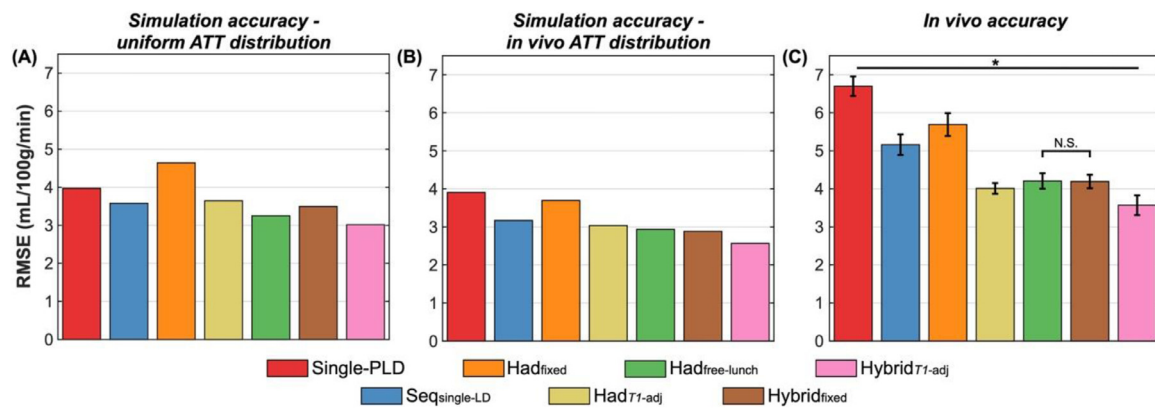 Simulation accuracy -
uniform ATT distribution
Simulation accuracy -
in vivo ATT distribution
In vivo accuracy
(A)
(B)
(C)
RMSE (mL/100g/min)
7
6
5
4
3
2
1
0
7
6
5
4
3
2
1
0
7
6
5
4
3
2
1
0
*
N.S.
Single-PLD
Hadfixed
Hadfree-lunch
HybridT1-adj
Seqsingle-LD
HadT1-adj
Hybridfixed